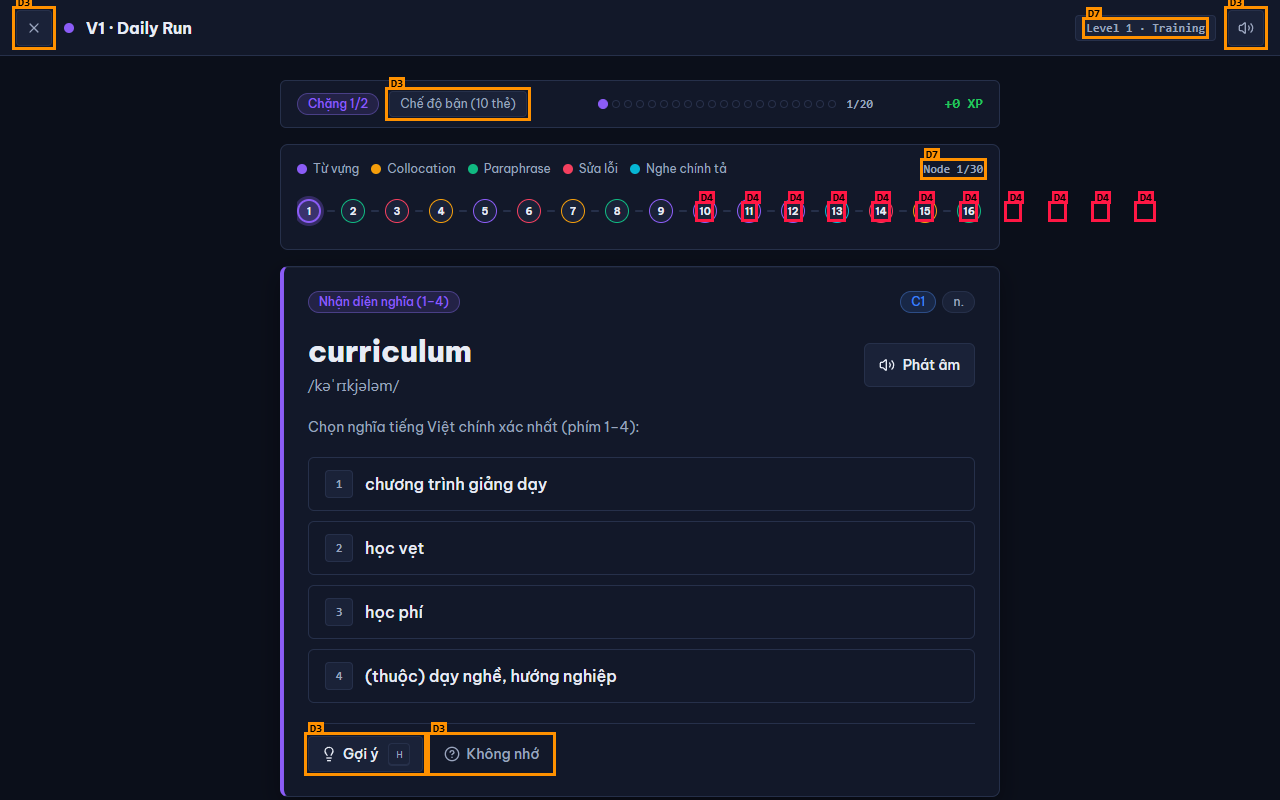 D3
D7
D3
V1 · Daily Run
Level 1 · Training
D3
Chặng 1/2
Chế độ bận (10 thẻ)
1/20
+0 XP
D7
Từ vựng
Collocation
Paraphrase
Sửa lỗi
Nghe chính tả
Node 1/30
D4 D4 D4 D4 D4 D4 D4 D4 D4 D4 D4
1 2 3 4 5 6 7 8 9 10 11 12 13 14 15 16
Nhận diện nghĩa (1–4)
C1
n.
curriculum
/kəˈrɪkjələm/
Phát âm
Chọn nghĩa tiếng Việt chính xác nhất (phím 1–4):
1 chương trình giảng dạy
2 học vẹt
3 học phí
4 (thuộc) dạy nghề, hướng nghiệp
D3
D3
Gợi ý H
Không nhớ